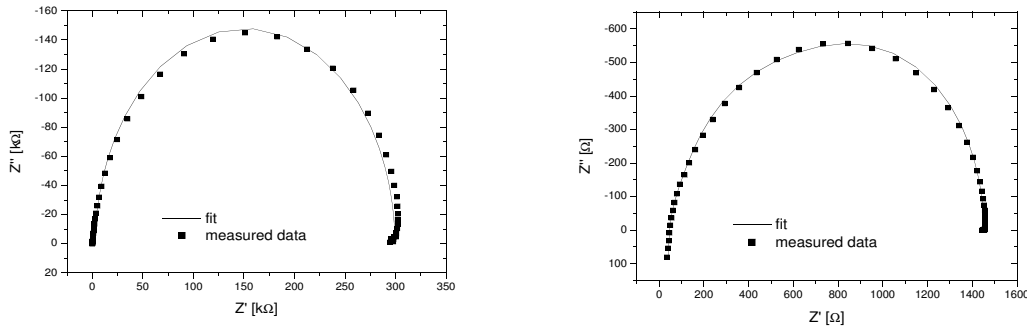 -160
-140
-120
-100
-80
-60
-40
-20
0
20
Z'' [kΩ]
fit
measured data
0 50 100 150 200 250 300 350
Z' [kΩ]
-600
-500
-400
-300
-200
-100
0
100
Z'' [Ω]
fit
measured data
0 200 400 600 800 1000 1200 1400 1600
Z' [Ω]